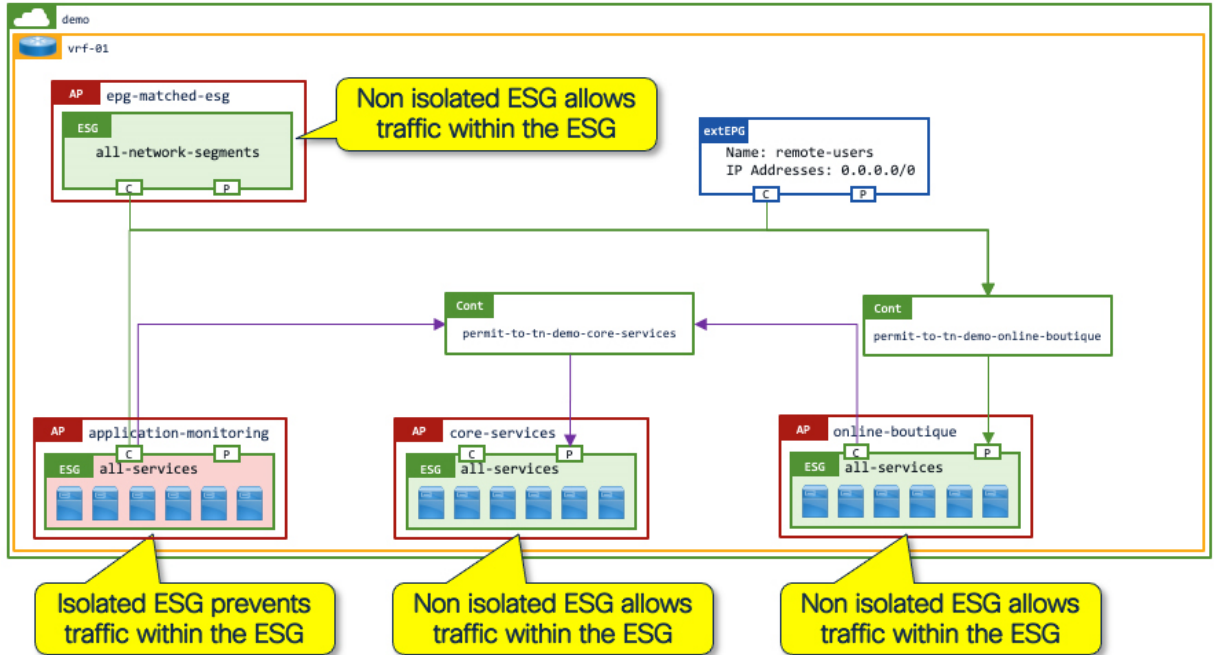 demo
vrf-01
AP epg-matched-esg
ESG
all-network-segments
C P
Non isolated ESG allows
traffic within the ESG
extEPG
Name: remote-users
IP Addresses: 0.0.0.0/0
C P
Cont
permit-to-tn-demo-core-services
Cont
permit-to-tn-demo-online-boutique
AP application-monitoring
C P
ESG all-services
AP core-services
C P
ESG all-services
AP online-boutique
C P
ESG all-services
Isolated ESG prevents
traffic within the ESG
Non isolated ESG allows
traffic within the ESG
Non isolated ESG allows
traffic within the ESG